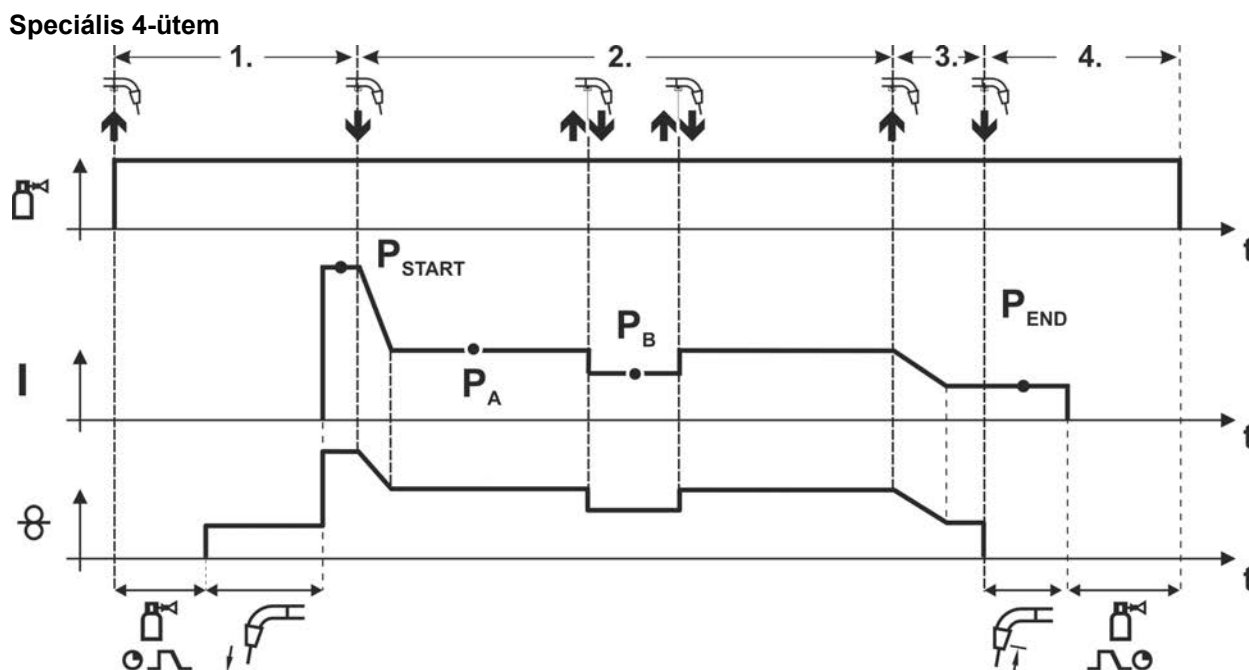 Speciális 4-ütem
1. 2. 3. 4.
t
P START
P END
P B
P A
I
t
t